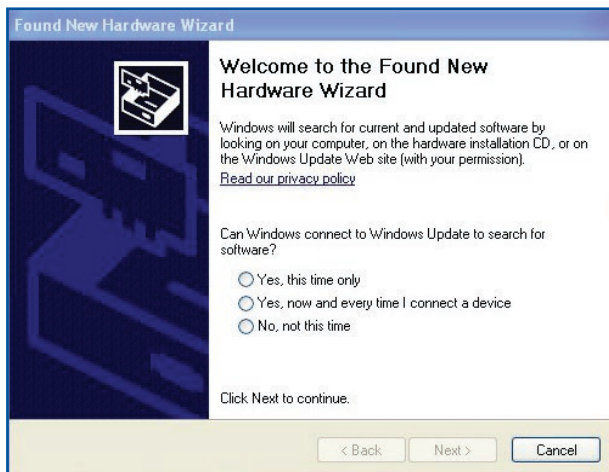 Found New Hardware Wizard
Welcome to the Found New
Hardware Wizard
Windows will search for current and updated software by
looking on your computer, on the hardware installation CD, or on
the Windows Update Web site (with your permission).
Read our privacy policy
Can Windows connect to Windows Update to search for
software?
Yes, this time only
Yes, now and every time I connect a device
No, not this time
Click Next to continue.
< Back Next > Cancel